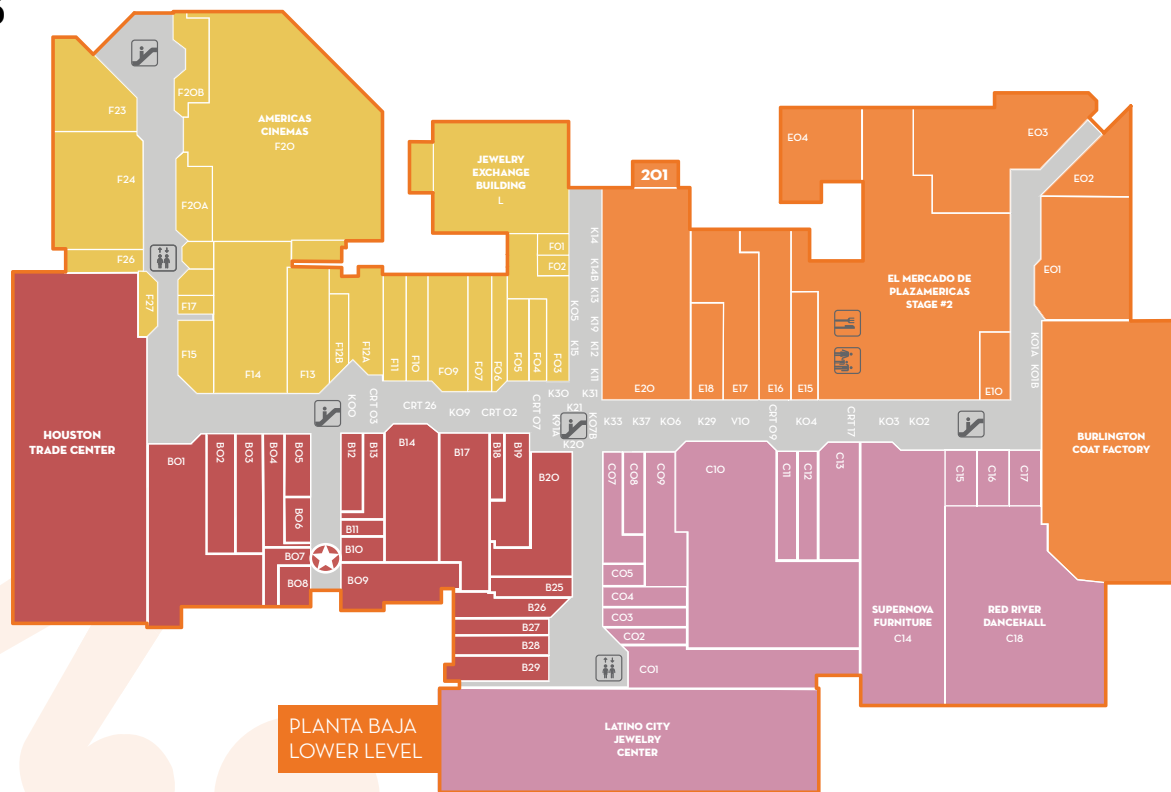 F23
F20B
AMERICAS
CINEMAS
F20
F24
F20A
F26
F27
F17
F15
F14
F13
F12B
F12A
F11
F10
F09
F07
F06
F05
F04
F03
JEWELRY
EXCHANGE
BUILDING
L
F01
F02
K14
K14B
K13
K05
K19
K15
K12
K11
201
E04
E03
E02
E01
EL MERCADO DE
PLAZAMERICAS
STAGE #2
E20
E18
E17
E16
E15
E10
K01A
K01B
K00
CRT 03
CRT 26
K09
CRT 02
CRT 07
K30
K31
K21
K91A
K07B
K20
K33
K37
K06
K29
V10
CRT 09
K04
CRT 17
K03
K02
HOUSTON
TRADE CENTER
BURLINGTON
COAT FACTORY
B01
B02
B03
B04
B05
B06
B07
B08
B12
B13
B11
B10
B09
B14
B17
B18
B19
B20
B25
B26
B27
B28
B29
C07
C08
C09
C10
C11
C12
C13
C15
C16
C17
C05
C04
C03
C02
C01
SUPERNOVA
FURNITURE
C14
RED RIVER
DANCEHALL
C18
LATINO CITY
JEWELRY
CENTER
PLANTA BAJA
LOWER LEVEL